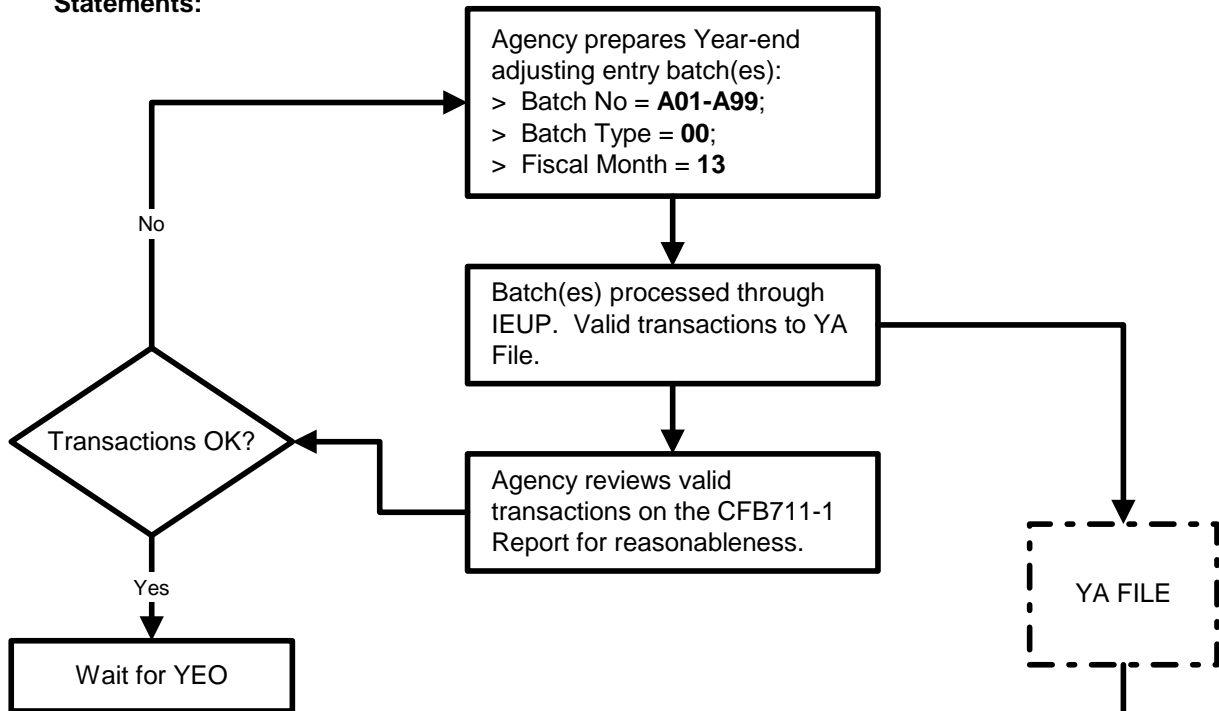 Statements:
Agency prepares Year-end
adjusting entry batch(es):
> Batch No = A01-A99;
> Batch Type = 00;
> Fiscal Month = 13
No
Batch(es) processed through
IEUP. Valid transactions to YA
File.
Transactions OK?
Agency reviews valid
transactions on the CFB711-1
Report for reasonableness.
Yes
YA FILE
Wait for YEO